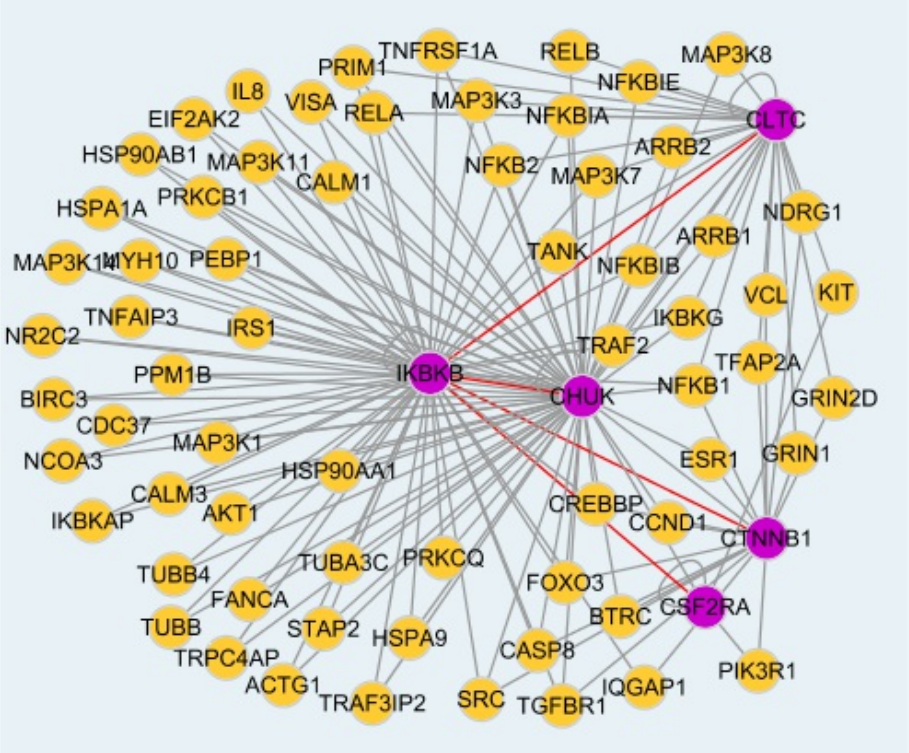 TNFRSF1A
RELB
MAP3K8
PRIM1
NFKBIE
IL8
VISA
RELA
MAP3K3
NFKBIA
CLTC
EIF2AK2
HSP90AB1
MAP3K11
NFKB2
ARRB2
MAP3K7
CALM1
PRKCB1
HSPA1A
NDRG1
ARRB1
MAP3K14
MYH10
PEBP1
TANK
NFKBIB
VCL
KIT
TNFAIP3
IRS1
IKBKG
NR2C2
TRAF2
TFAP2A
PPM1B
IKBKB
CHUK
NFKB1
BIRC3
GRIN2D
CDC37
MAP3K1
NCOA3
HSP90AA1
ESR1
GRIN1
CALM3
IKBKAP
AKT1
CREBBP
CCND1
CTNNB1
TUBB4
TUBA3C
PRKCQ
FOXO3
FANCA
BTRC
CSF2RA
TUBB
STAP2
HSPA9
CASP8
TRPC4AP
PIK3R1
ACTG1
TRAF3IP2
SRC
TGFBR1
IQGAP1